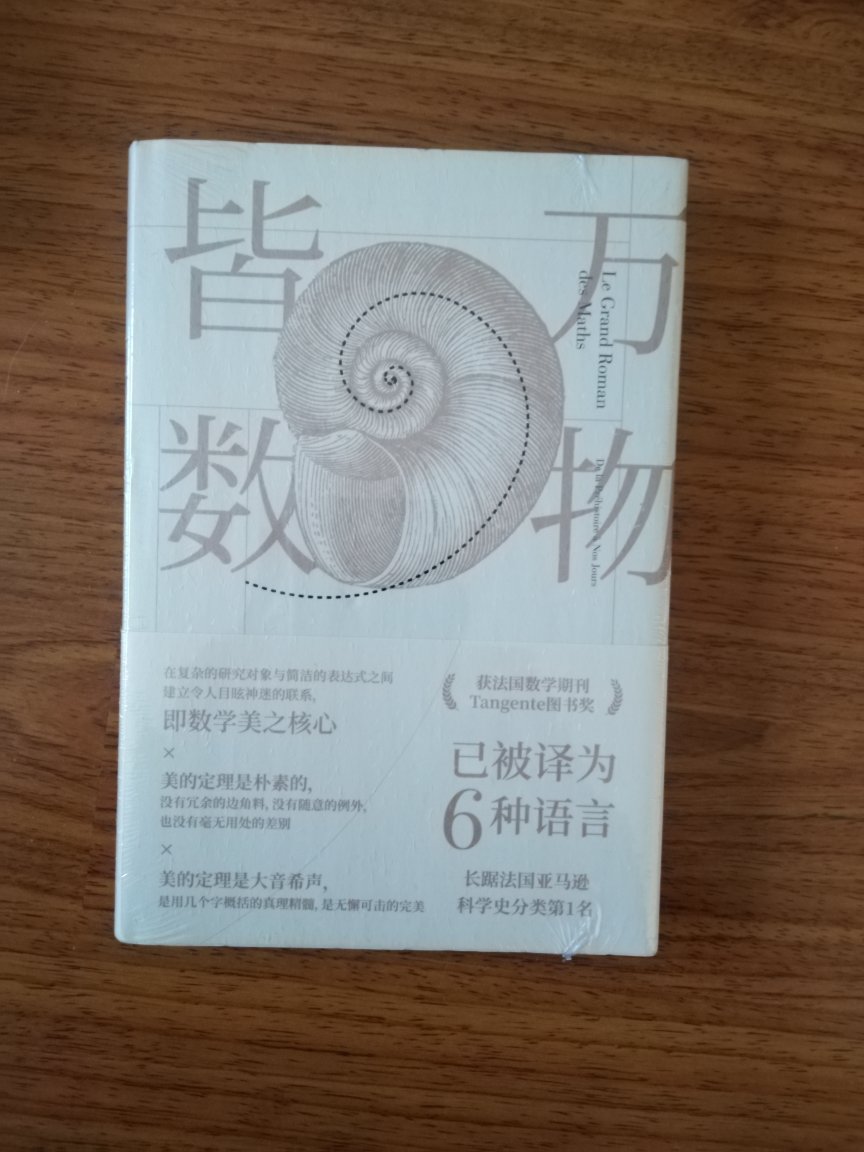 万物
皆数
Le Grand Roman
des Maths
De la Préhistoire à Nos Jours
在复杂的研究对象与简洁的表达式之间
建立令人目眩神迷的联系,
即数学美之核心
×
美的定理是朴素的,
没有冗余的边角料, 没有随意的例外,
也没有毫无用处的差别
×
美的定理是大音希声,
是用几个字概括的真理精髓, 是无懈可击的完美
获法国数学期刊
Tangente图书奖
已被译为
6种语言
长踞法国亚马逊
科学史分类第1名